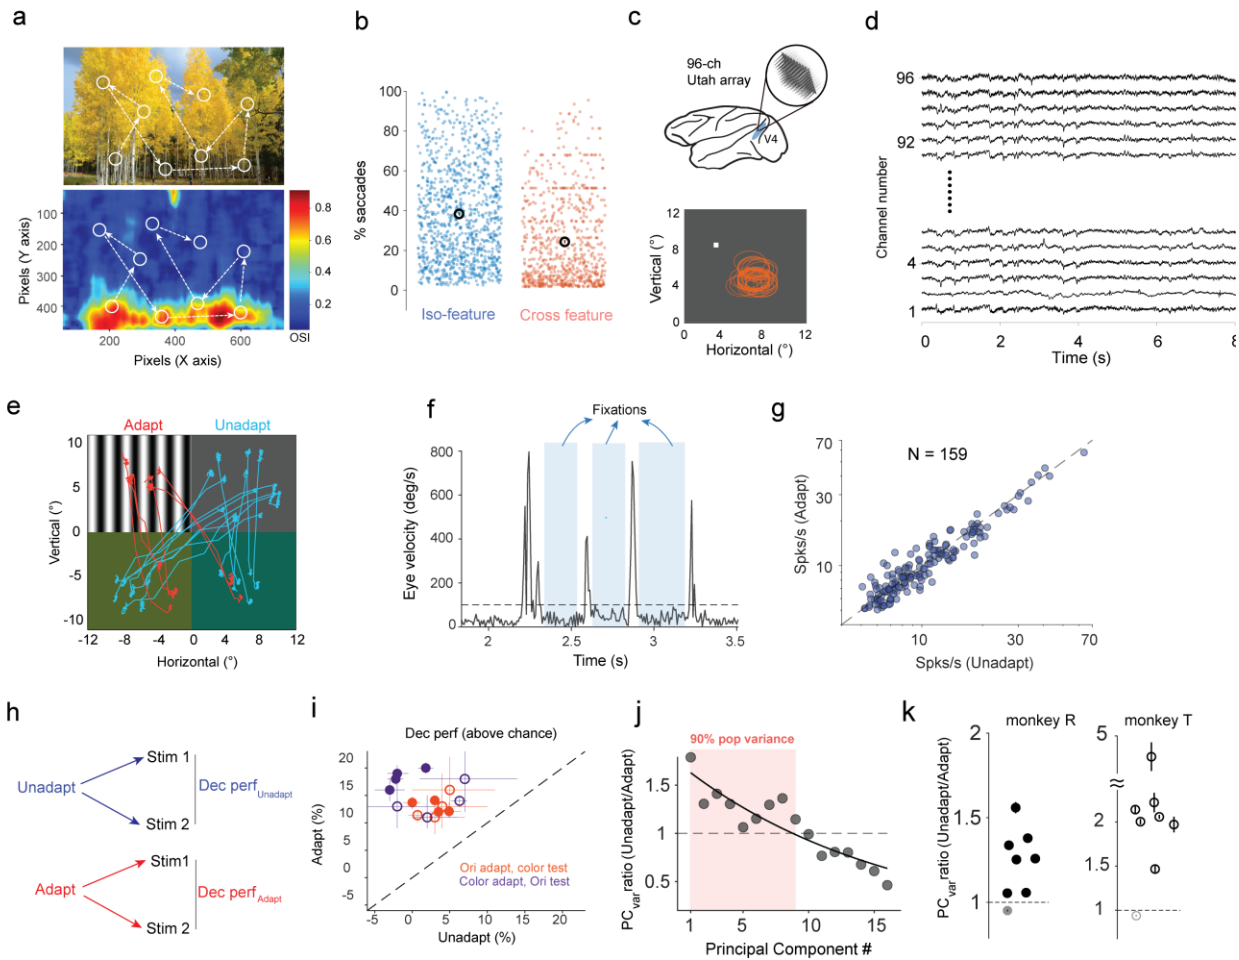 a
100
200
300
400
Pixels (Y axis)
200
400
600
Pixels (X axis)
0.8
0.6
0.4
0.2
OSI
b
100
80
60
40
20
0
% saccades
Iso-feature
Cross feature
c
96-ch
Utah array
V4
12
8
4
0
Vertical (°)
0
4
8
12
Horizontal (°)
d
96
92
4
1
Channel number
0
2
4
6
8
Time (s)
e
Adapt
Unadapt
10
5
0
-5
-10
Vertical (°)
-12
-8
-4
0
4
8
12
Horizontal (°)
f
Fixations
800
600
400
200
0
Eye velocity (deg/s)
2
2.5
3
3.5
Time (s)
g
N = 159
70
30
10
Spks/s (Adapt)
10
30
70
Spks/s (Unadapt)
h
Unadapt
Stim 1
Stim 2
Dec perfUnadapt
Adapt
Stim1
Stim 2
Dec perfAdapt
i
Dec perf (above chance)
20
15
10
5
0
-5
Adapt (%)
Ori adapt, color test
Color adapt, Ori test
-5
0
5
10
15
20
Unadapt (%)
j
90% pop variance
1.5
1
0.5
PCvar ratio (Unadapt/Adapt)
1
5
10
15
Principal Component #
k
monkey R
2
1.5
1
PCvar ratio (Unadapt/Adapt)
monkey T
5
2
1.5
1